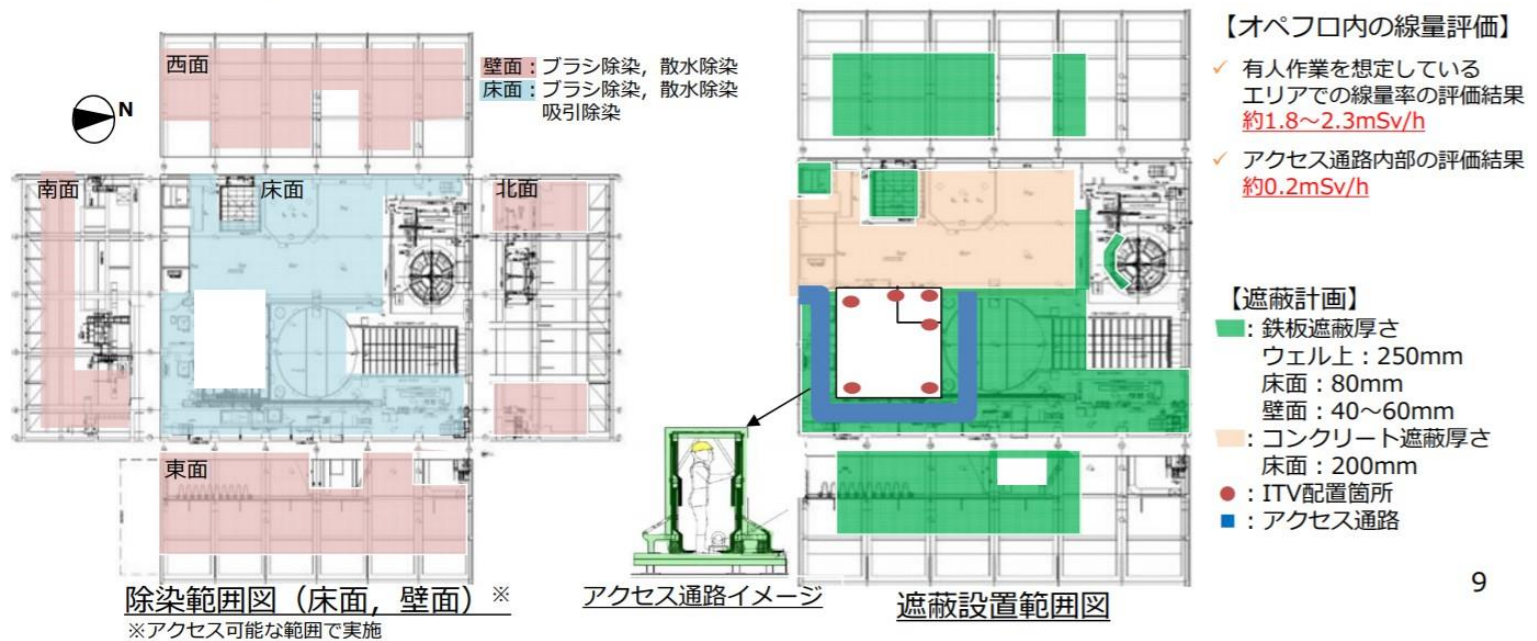 西面
N
壁面：ブラシ除染，散水除染
床面：ブラシ除染，散水除染
吸引除染
南面
床面
北面
東面
除染範囲図（床面，壁面）※
※アクセス可能な範囲で実施
アクセス通路イメージ
遮蔽設置範囲図
【オペフロ内の線量評価】
✓ 有人作業を想定している
エリアでの線量率の評価結果
約1.8～2.3mSv/h
✓ アクセス通路内部の評価結果
約0.2mSv/h
【遮蔽計画】
：鉄板遮蔽厚さ
ウェル上：250mm
床面：80mm
壁面：40～60mm
：コンクリート遮蔽厚さ
床面：200mm
：ITV配置箇所
：アクセス通路
9